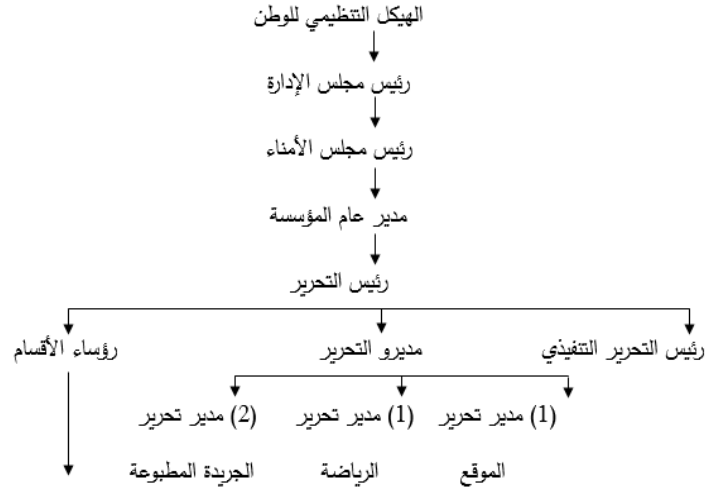 الهيكل التنظيمي للوطن
رئيس مجلس الإدارة
رئيس مجلس الأمناء
مدير عام المؤسسة
رئيس التحرير
رئيس التحرير التنفيذي
مديرو التحرير
رؤساء الأقسام
(1) مدير تحرير
الموقع
(1) مدير تحرير
الرياضة
(2) مدير تحرير
الجريدة المطبوعة